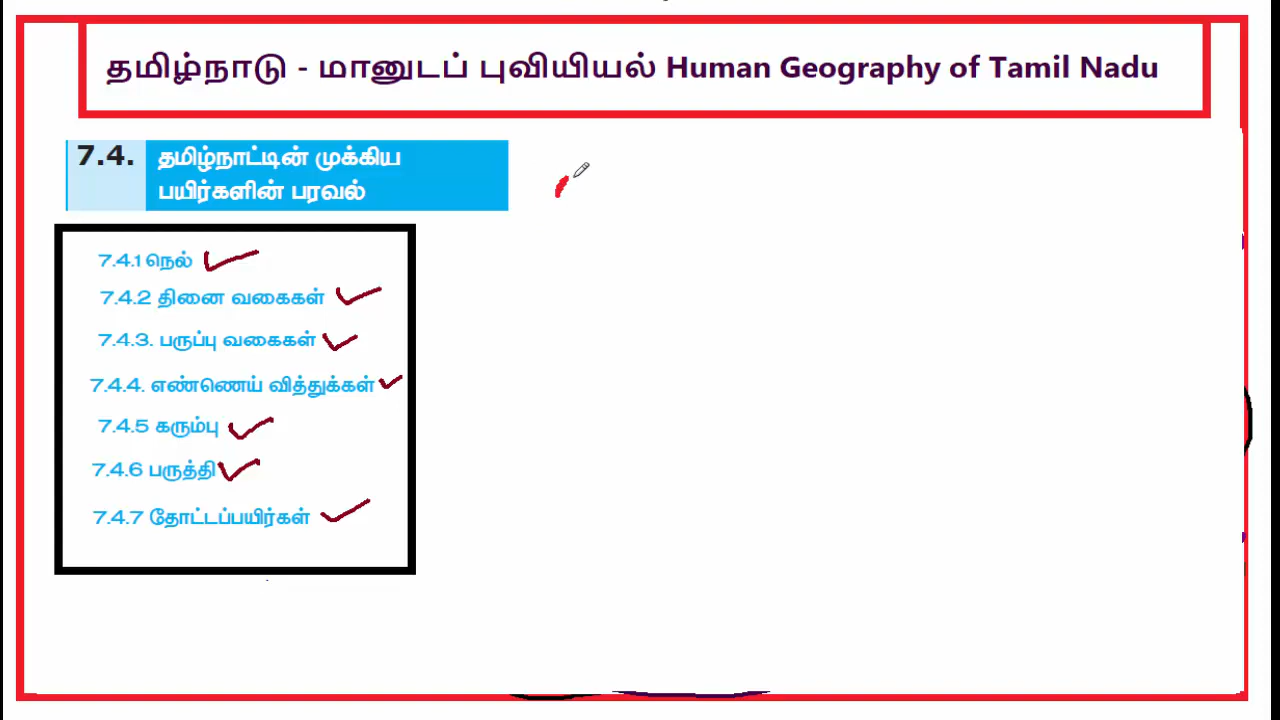 தமிழ்நாடு - மானுடப் புவியியல் Human Geography of Tamil Nadu
7.4. தமிழ்நாட்டின் முக்கிய
பயிர்களின் பரவல்
7.4.1 நெல்
7.4.2 தினை வகைகள்
7.4.3. பருப்பு வகைகள்
7.4.4. எண்ணெய் வித்துக்கள்
7.4.5 கரும்பு
7.4.6 பருத்தி
7.4.7 தோட்டப்பயிர்கள்